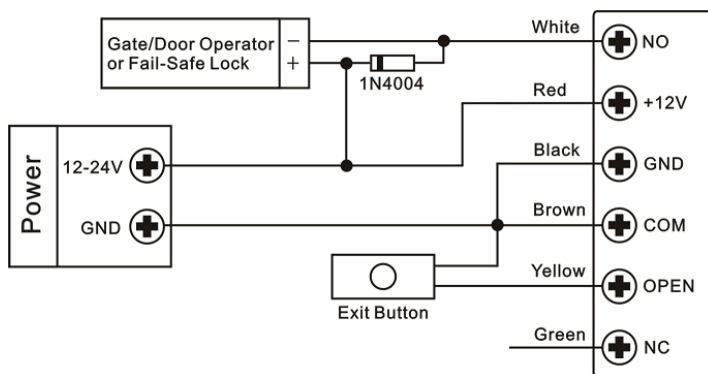 Gate/Door Operator
or Fail-Safe Lock
−
+
1N4004
White
NO
Red
+12V
Black
GND
Brown
COM
Yellow
OPEN
Green
NC
Power
12-24V
GND
Exit Button